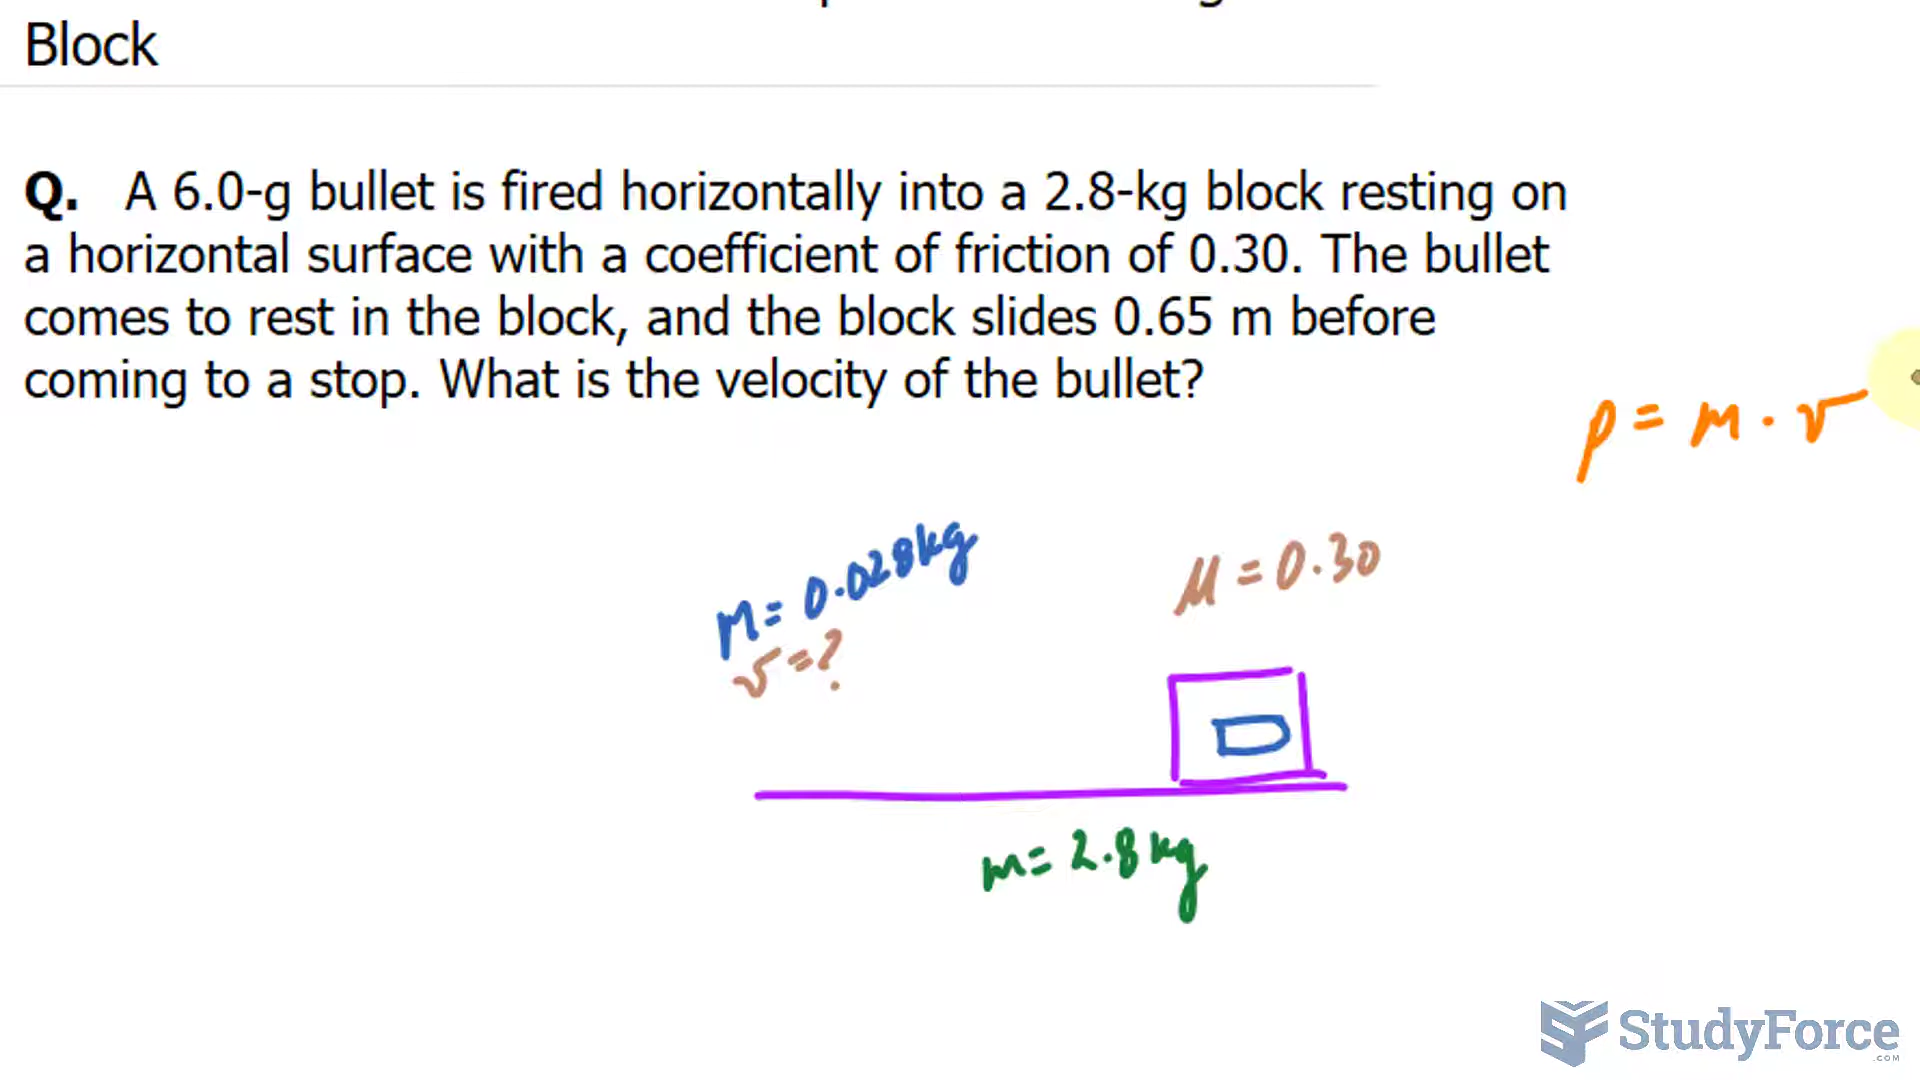 Block
Q. A 6.0-g bullet is fired horizontally into a 2.8-kg block resting on
a horizontal surface with a coefficient of friction of 0.30. The bullet
comes to rest in the block, and the block slides 0.65 m before
coming to a stop. What is the velocity of the bullet?
p = m · v
m = 0.028kg
v = ?
μ = 0.30
m = 2.8kg
StudyForce
.COM